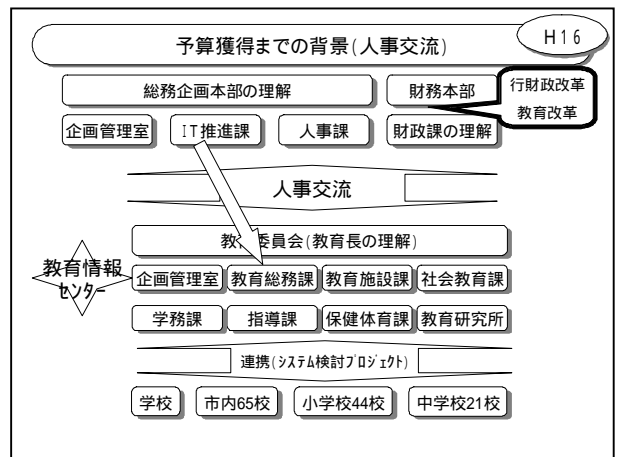 予算獲得までの背景(人事交流)
H16
総務企画本部の理解
財務本部
行財政改革
教育改革
企画管理室
IT推進課
人事課
財政課の理解
人事交流
教育委員会(教育長の理解)
教育情報
センター
企画管理室
教育総務課
教育施設課
社会教育課
学務課
指導課
保健体育課
教育研究所
連携(システム検討プロジェクト)
学校
市内65校
小学校44校
中学校21校